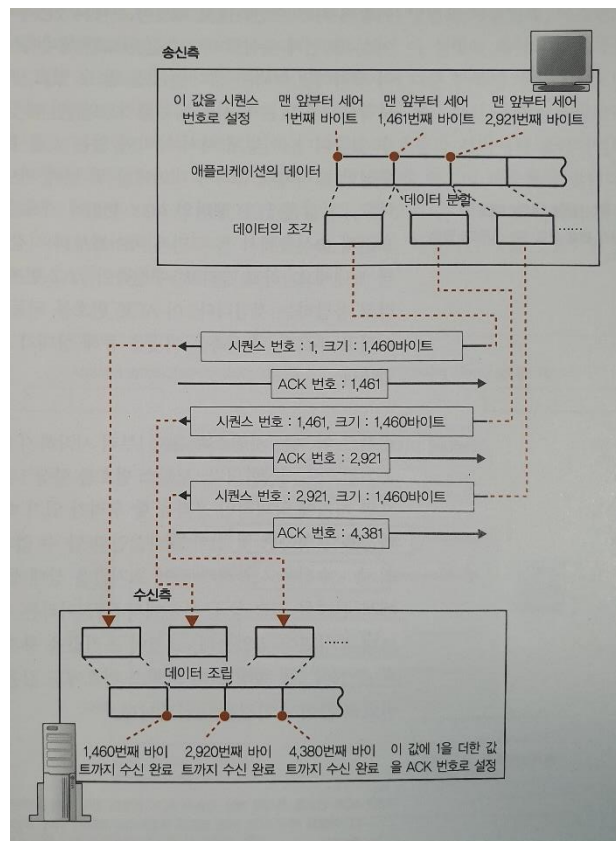 송신측
이 값을 시퀀스 맨 앞부터 세어 맨 앞부터 세어 맨 앞부터 세어
번호로 설정 1번째 바이트 1,461번째 바이트 2,921번째 바이트
애플리케이션의 데이터
데이터 분할
데이터의 조각
……
시퀀스 번호 : 1, 크기 : 1,460바이트
ACK 번호 : 1,461
시퀀스 번호 : 1,461, 크기 : 1,460바이트
ACK 번호 : 2,921
시퀀스 번호 : 2,921, 크기 : 1,460바이트
ACK 번호 : 4,381
수신측
……
데이터 조립
1,460번째 바이 2,920번째 바이 4,380번째 바이 이 값에 1을 더한 값
트까지 수신 완료 트까지 수신 완료 트까지 수신 완료 을 ACK 번호로 설정